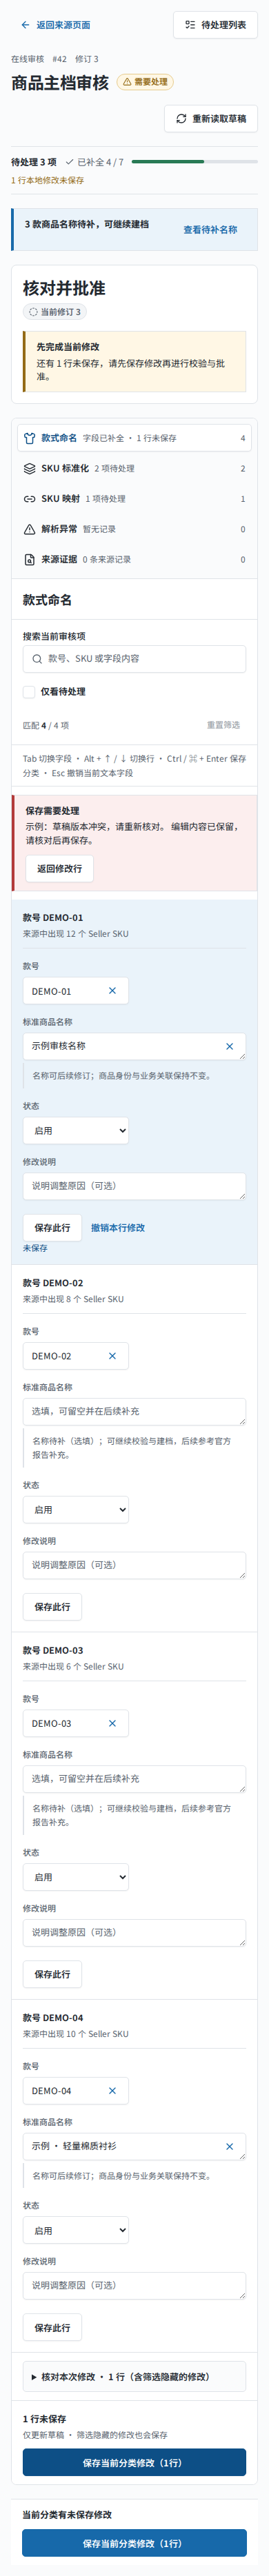 返回来源页面
待处理列表
在线审核 #42 修订 3
商品主档审核
需要处理
重新读取草稿
待处理 3 项
已补全 4 / 7
1 行本地修改未保存
3 款商品名称待补，可继续建档
查看待补名称
核对并批准
当前修订 3
先完成当前修改
还有 1 行未保存，请先保存修改再进行校验与批
准。
款式命名 字段已补全 · 1 行未保存 4
SKU 标准化 2 项待处理 2
SKU 映射 1 项待处理 1
解析异常 暂无记录 0
来源证据 0 条来源记录 0
款式命名
搜索当前审核项
款号、SKU 或字段内容
仅看待处理
匹配 4 / 4 项
重置筛选
Tab 切换字段 · Alt + ↑ / ↓ 切换行 · Ctrl / ⌘ + Enter 保存
分类 · Esc 撤销当前文本字段
保存需要处理
示例：草稿版本冲突，请重新核对。 编辑内容已保留，
请核对后再保存。
返回修改行
款号 DEMO-01
来源中出现 12 个 Seller SKU
款号
DEMO-01
标准商品名称
示例审核名称
名称可后续修订；商品身份与业务关联保持不变。
状态
启用
修改说明
说明调整原因（可选）
保存此行
撤销本行修改
未保存
款号 DEMO-02
来源中出现 8 个 Seller SKU
款号
DEMO-02
标准商品名称
选填，可留空并在后续补充
名称待补（选填）；可继续校验与建档，后续参考官方
报告补充。
状态
启用
修改说明
说明调整原因（可选）
保存此行
款号 DEMO-03
来源中出现 6 个 Seller SKU
款号
DEMO-03
标准商品名称
选填，可留空并在后续补充
名称待补（选填）；可继续校验与建档，后续参考官方
报告补充。
状态
启用
修改说明
说明调整原因（可选）
保存此行
款号 DEMO-04
来源中出现 10 个 Seller SKU
款号
DEMO-04
标准商品名称
示例 · 轻量棉质衬衫
名称可后续修订；商品身份与业务关联保持不变。
状态
启用
修改说明
说明调整原因（可选）
保存此行
核对本次修改 · 1 行（含筛选隐藏的修改）
1 行未保存
仅更新草稿 · 筛选隐藏的修改也会保存
保存当前分类修改（1行）
当前分类有未保存修改
保存当前分类修改（1行）